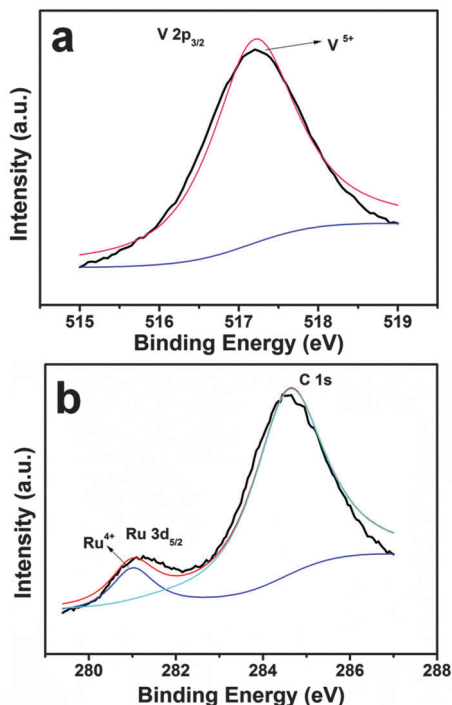 a
V 2p3/2
V 5+
Intensity (a.u.)
515 516 517 518 519
Binding Energy (eV)
b
C 1s
Ru4+
Ru 3d5/2
Intensity (a.u.)
280 282 284 286 288
Binding Energy (eV)